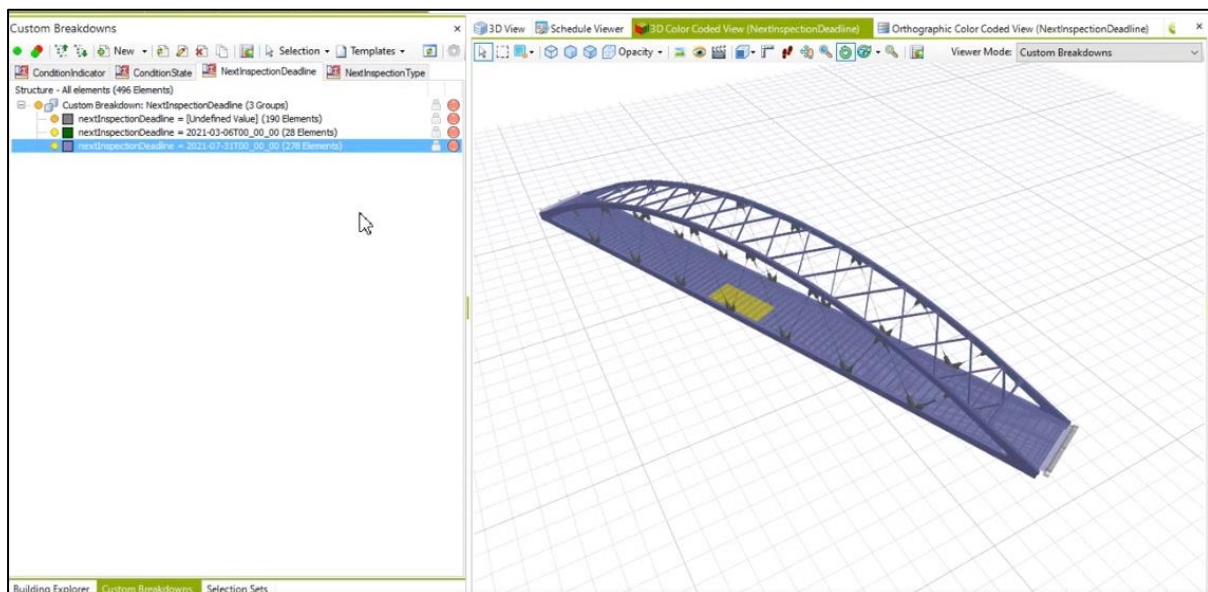 Custom Breakdowns
New
Selection
Templates
ConditionIndicator
ConditionState
NextInspectionDeadline
NextInspectionType
Structure - All elements (496 Elements)
Custom Breakdown: NextInspectionDeadline (3 Groups)
nextInspectionDeadline = [Undefined Value] (190 Elements)
nextInspectionDeadline = 2021-03-06T00_00_00 (28 Elements)
nextInspectionDeadline = 2021-07-31T00_00_00 (278 Elements)
Building Explorer
Custom Breakdowns
Selection Sets
3D View
Schedule Viewer
3D Color Coded View (NextInspectionDeadline)
Orthographic Color Coded View (NextInspectionDeadline)
Opacity
Viewer Mode:
Custom Breakdowns